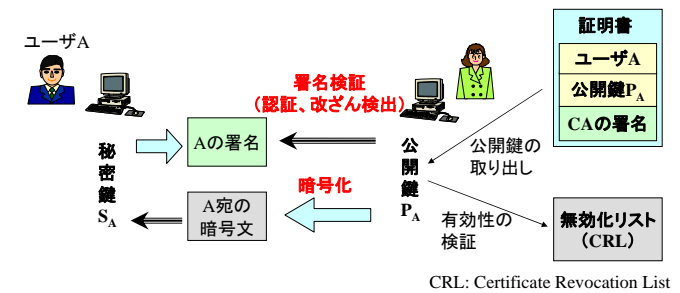 ユーザA
証明書
ユーザA
公開鍵PA
CAの署名
署名検証
（認証、改ざん検出）
Aの署名
秘密鍵SA
公開鍵PA
公開鍵の
取り出し
暗号化
A宛の
暗号文
有効性の
検証
無効化リスト
（CRL）
CRL: Certificate Revocation List